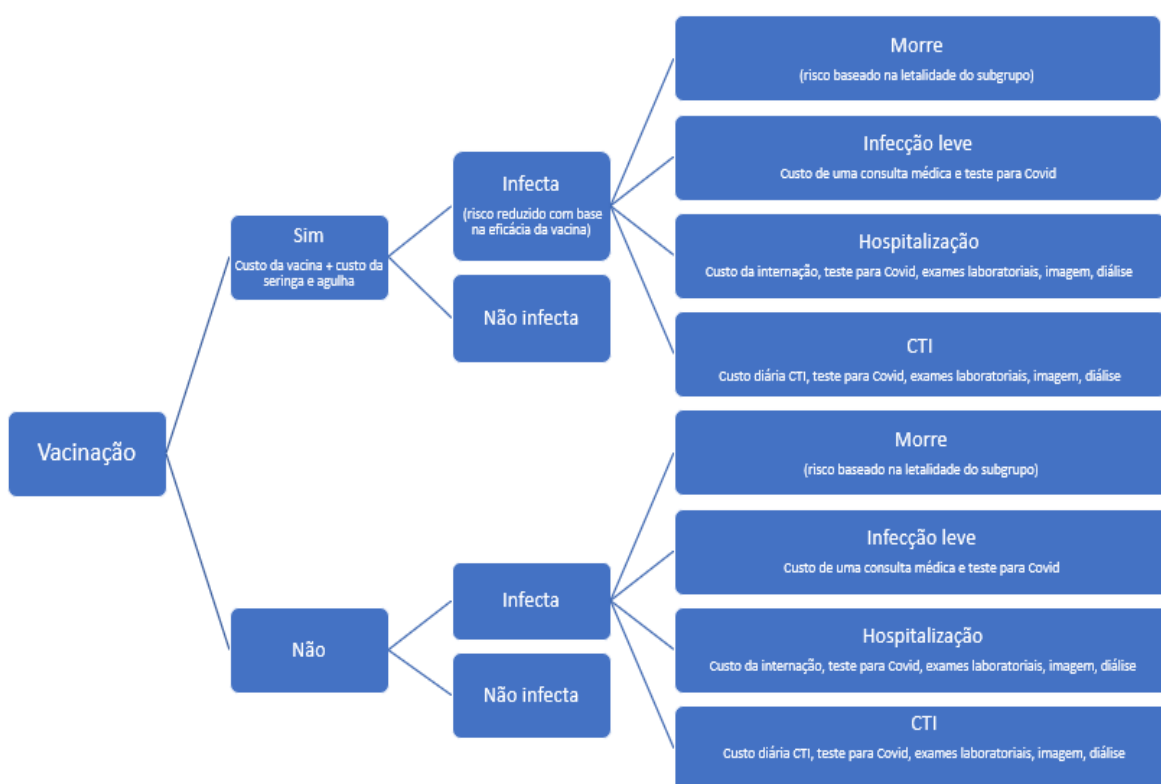 Vacinação
Sim
Custo da vacina + custo da
seringa e agulha
Infecta
(risco reduzido com base
na eficácia da vacina)
Não infecta
Morre
(risco baseado na letalidade do subgrupo)
Infecção leve
Custo de uma consulta médica e teste para Covid
Hospitalização
Custo da internação, teste para Covid, exames laboratoriais, imagem, diálise
CTI
Custo diária CTI, teste para Covid, exames laboratoriais, imagem, diálise
Não
Infecta
Não infecta
Morre
(risco baseado na letalidade do subgrupo)
Infecção leve
Custo de uma consulta médica e teste para Covid
Hospitalização
Custo da internação, teste para Covid, exames laboratoriais, imagem, diálise
CTI
Custo diária CTI, teste para Covid, exames laboratoriais, imagem, diálise